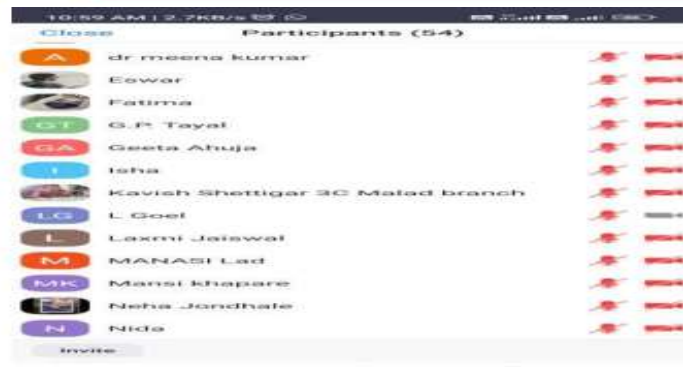 10:59 AM | 2.7KB/s
Close Participants (54)
A dr meena kumar
Eswar
Fatima
GT G.P. Tayal
GA Geeta Ahuja
I Isha
Kavish Shettigar 3C Malad branch
LG L Goel
L Laxmi Jaiswal
M MANASI Lad
MK Mansi khapare
Neha Jondhale
N Nida
Invite